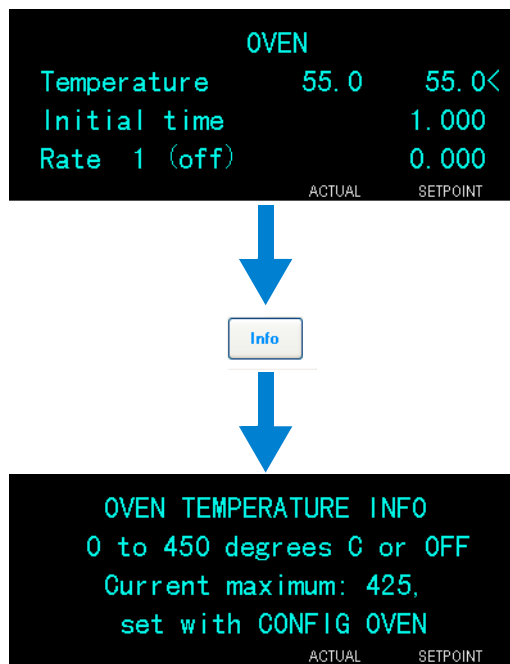 OVEN
Temperature 55.0 55.0<
Initial time 1.000
Rate 1 (off) 0.000
ACTUAL SETPOINT
Info
OVEN TEMPERATURE INFO
0 to 450 degrees C or OFF
Current maximum: 425,
set with CONFIG OVEN
ACTUAL SETPOINT